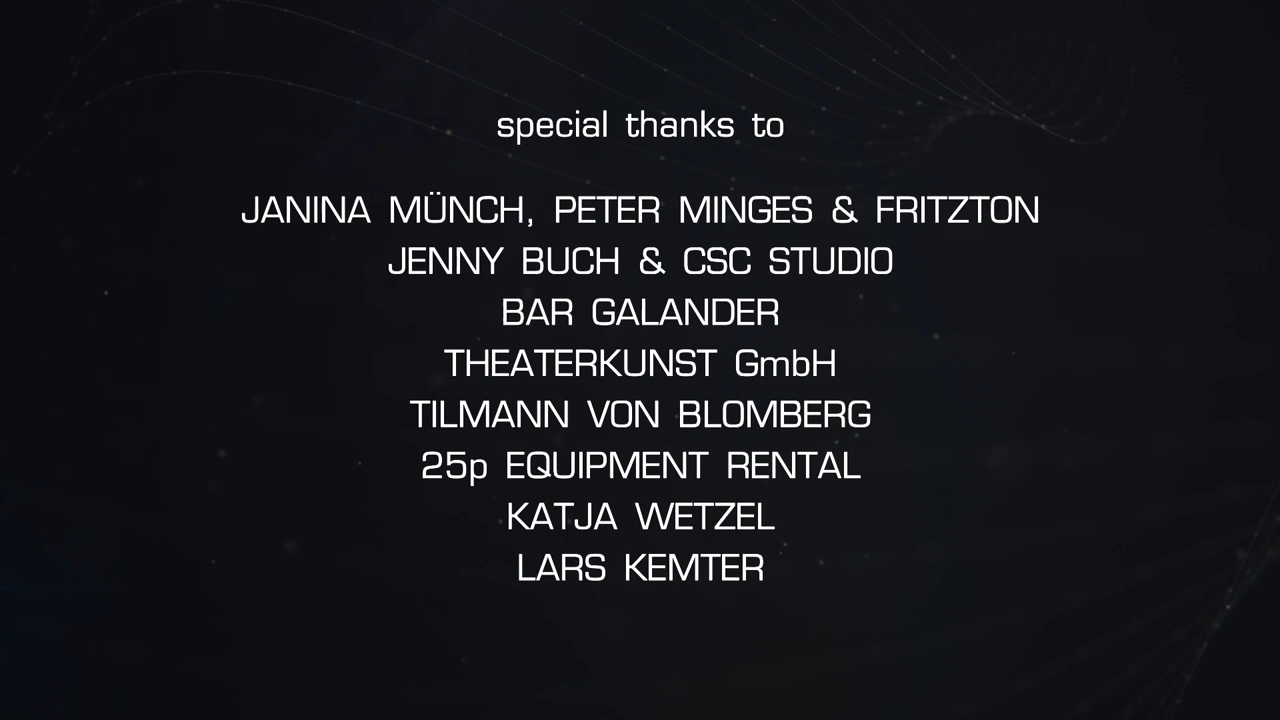 special thanks to
JANINA MÜNCH, PETER MINGES & FRITZTON
JENNY BUCH & CSC STUDIO
BAR GALANDER
THEATERKUNST GmbH
TILMANN VON BLOMBERG
25p EQUIPMENT RENTAL
KATJA WETZEL
LARS KEMTER